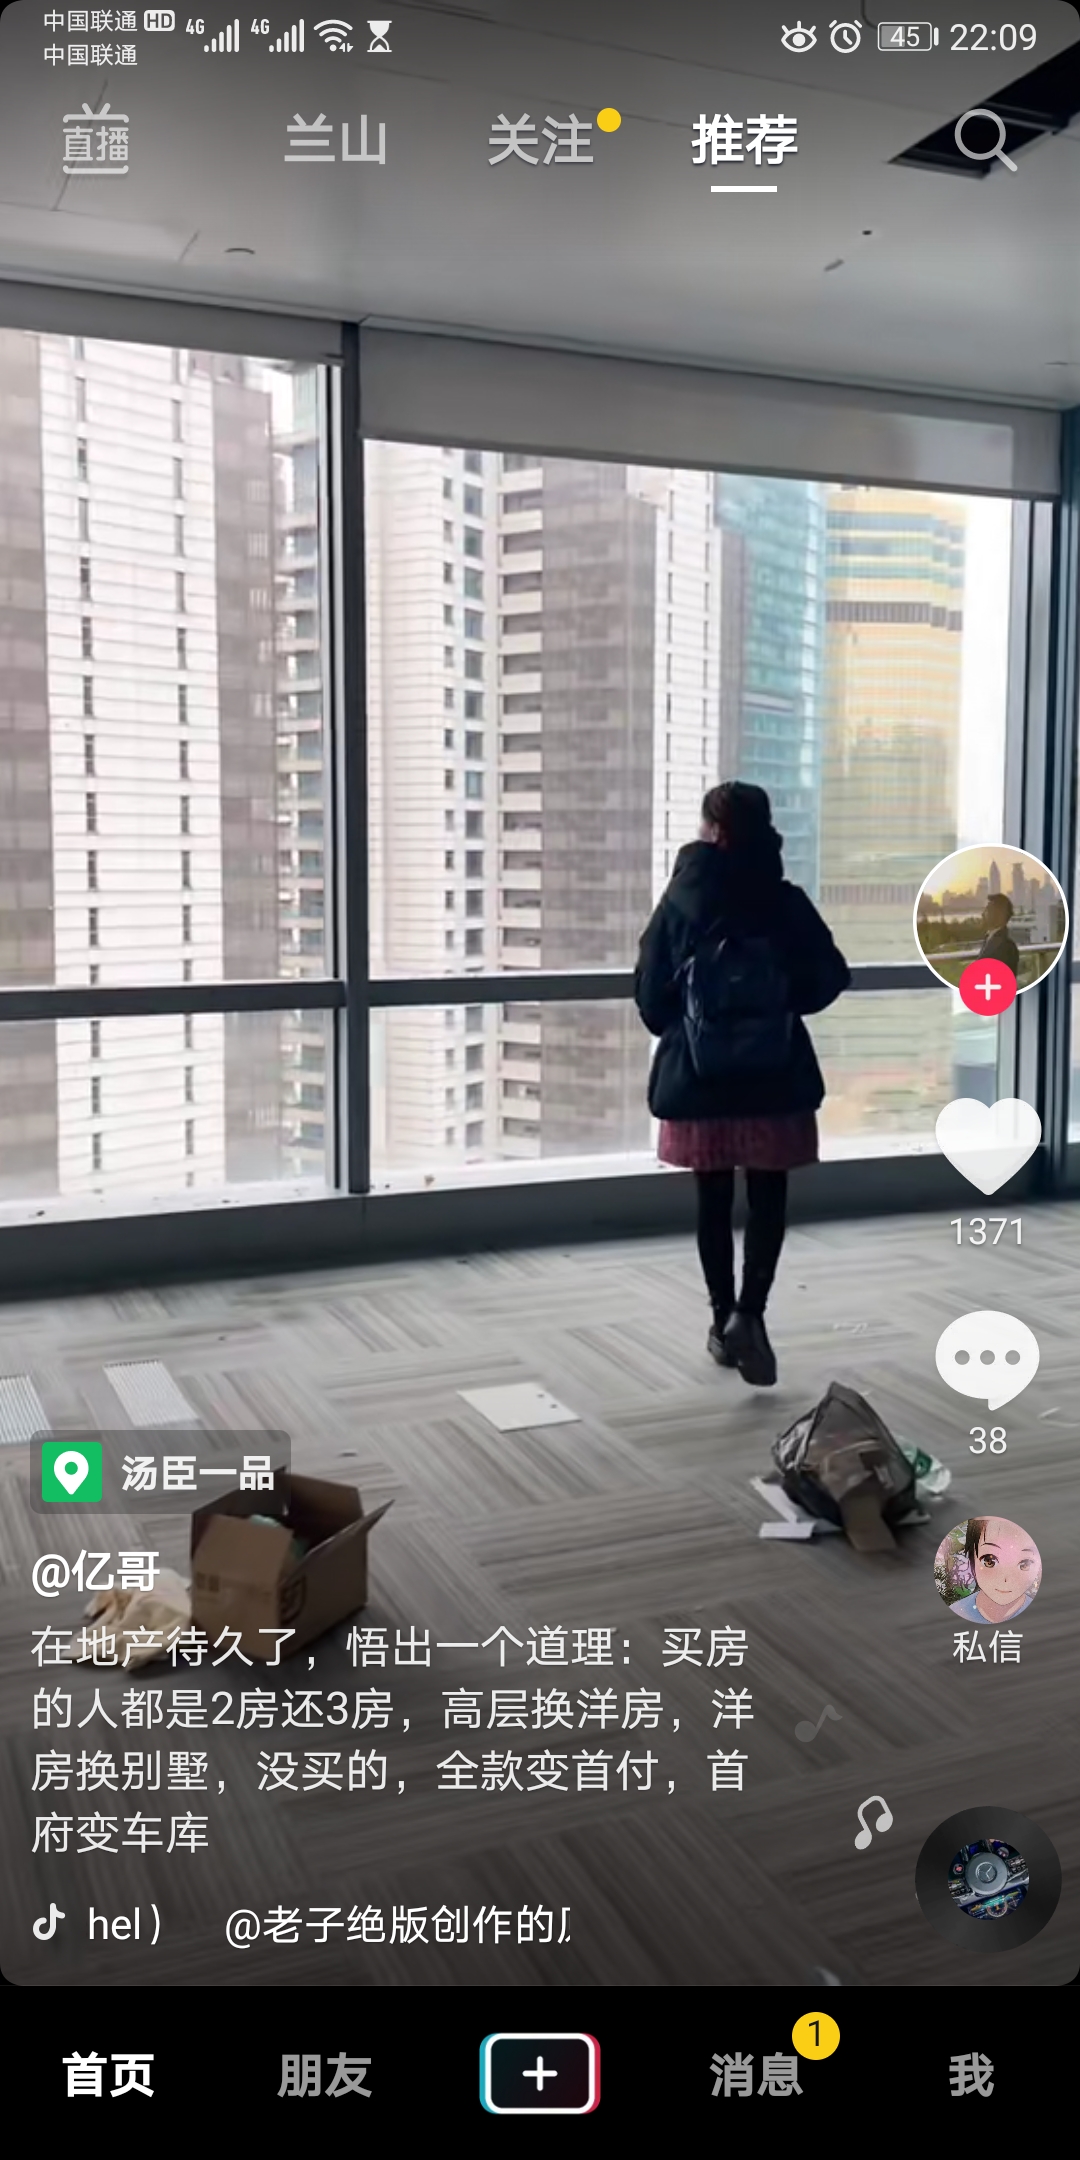 中国联通 HD 4G 4G 45 22:09
中国联通
直播 兰山 关注 推荐
1371
38
汤臣一品
@亿哥
私信
在地产待久了，悟出一个道理：买房
的人都是2房还3房，高层换洋房，洋
房换别墅，没买的，全款变首付，首
府变车库
hel） @老子绝版创作的
1
首页 朋友 消息 我